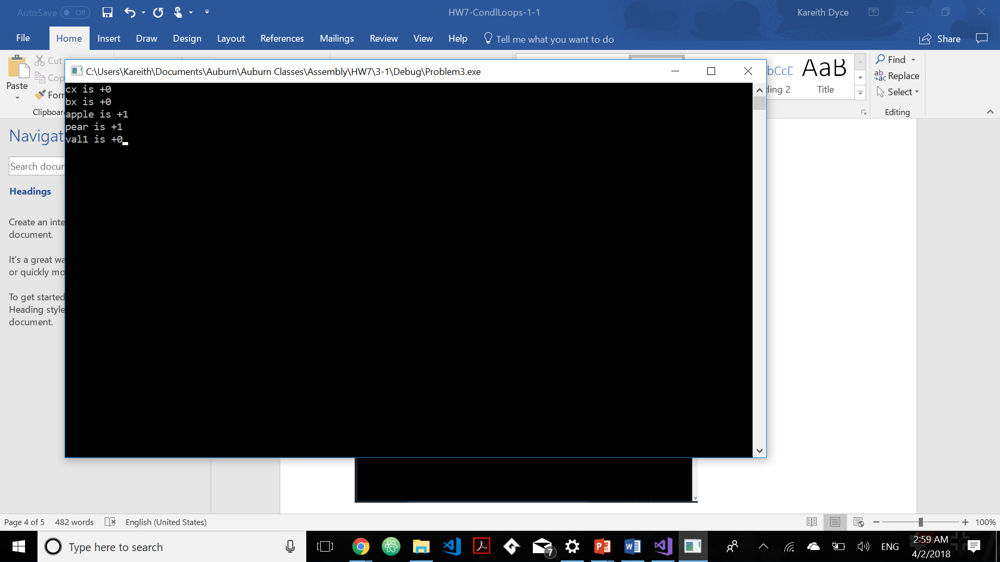 AutoSave Off HW7-CondlLoops-1-1 Kareith Dyce
File Home Insert Draw Design Layout References Mailings Review View Help Tell me what you want to do Share
Cut
Paste
Clipboar
C:\Users\Kareith\Documents\Auburn\Auburn Classes\Assembly\HW7\3-1\Debug\Problem3.exe
cx is +0
bx is +0
apple is +1
pear is +1
val1 is +0
bCcD AaB
ding 2 Title
Find
Replace
Select
Editing
Navigat
Search docur
Headings
Create an inte
document.
It's a great wa
or quickly mo
To get started
Heading style
document.
Page 4 of 5 482 words English (United States) 100%
Type here to search 7 ENG 2:59 AM
4/2/2018